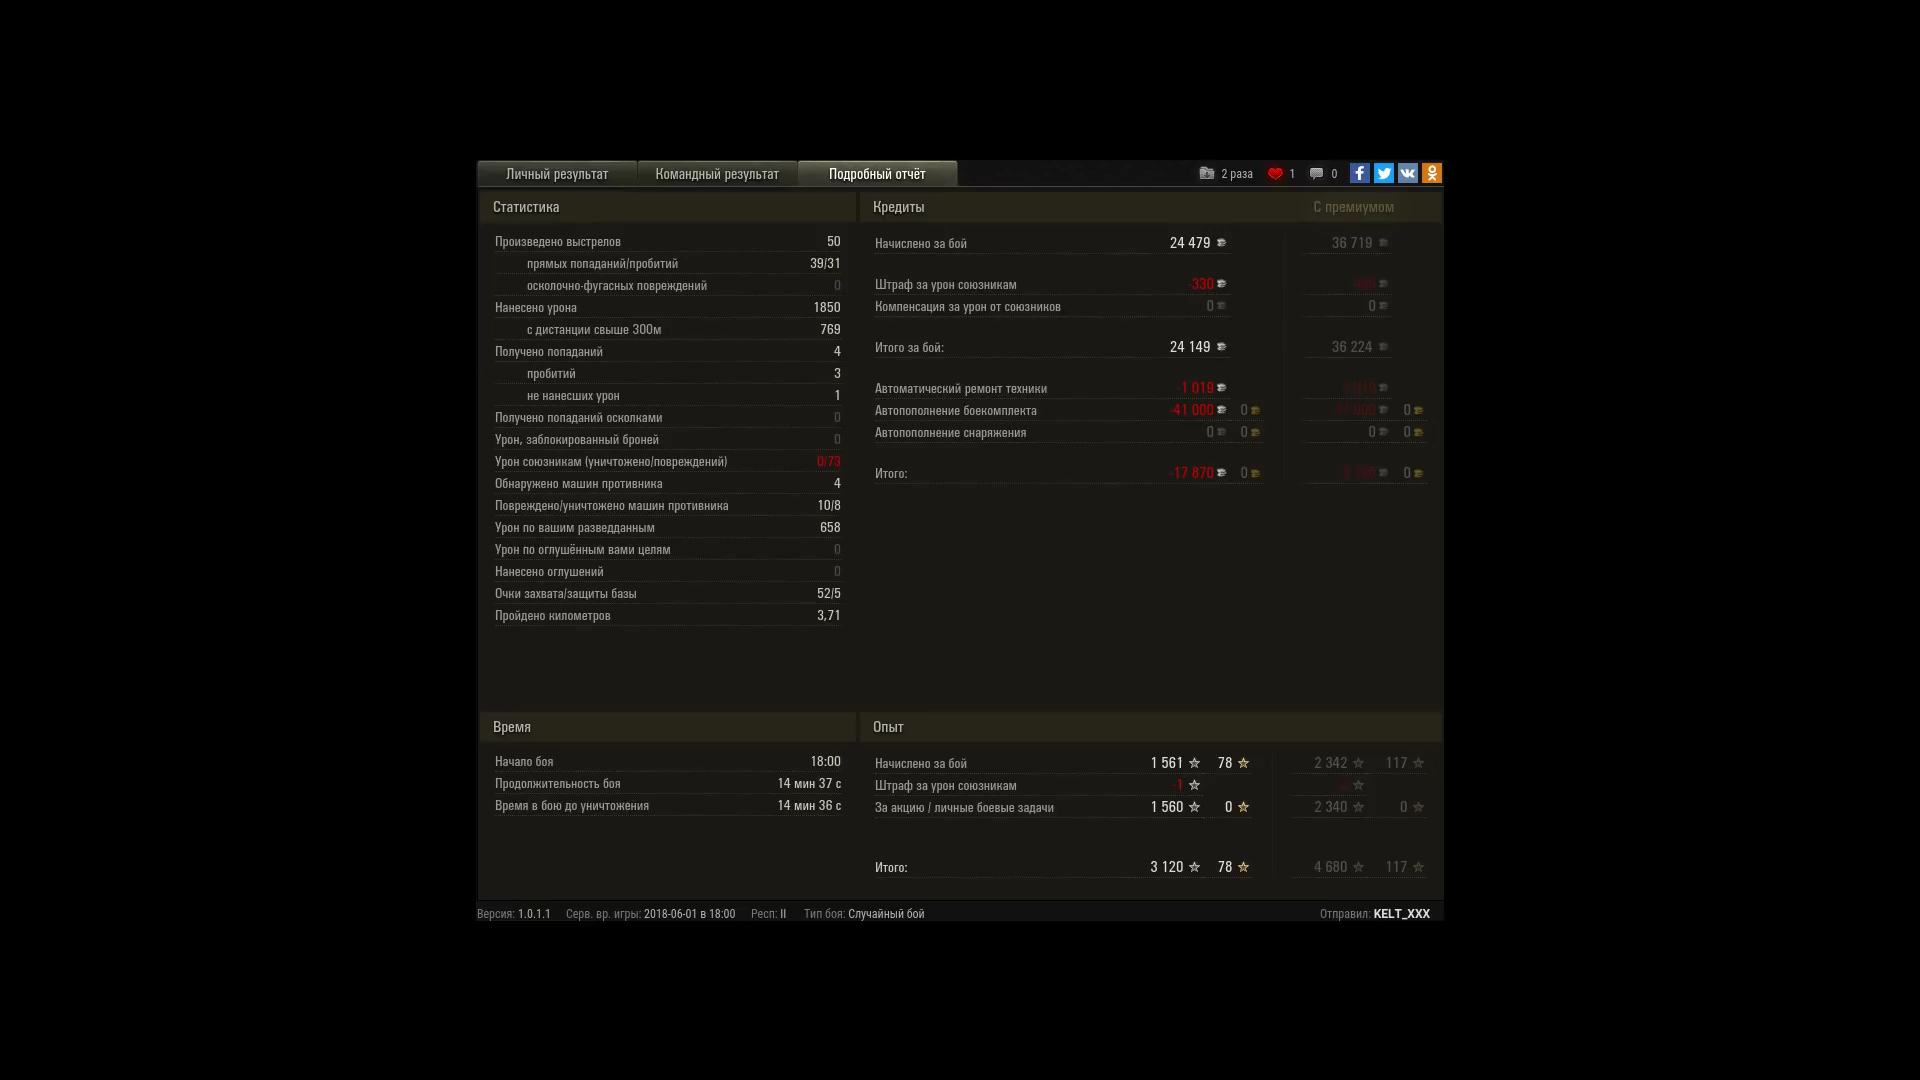 Личный результат Командный результат Подробный отчёт 2 раза 1 0
Статистика
Произведено выстрелов 50
прямых попаданий/пробитий 39/31
осколочно-фугасных повреждений 0
Нанесено урона 1850
с дистанции свыше 300м 769
Получено попаданий 4
пробитий 3
не нанесших урон 1
Получено попаданий осколками 0
Урон, заблокированный броней 0
Урон союзникам (уничтожено/повреждений) 0/73
Обнаружено машин противника 4
Повреждено/уничтожено машин противника 10/8
Урон по вашим разведданным 658
Урон по оглушённым вами целям 0
Нанесено оглушений 0
Очки захвата/защиты базы 52/5
Пройдено километров 3,71
Кредиты С премиумом
Начислено за бой 24 479 36 719
Штраф за урон союзникам -330
Компенсация за урон от союзников 0 0
Итого за бой: 24 149 36 224
Автоматический ремонт техники -1 019
Автопополнение боекомплекта -41 000 0 0
Автопополнение снаряжения 0 0 0 0
Итого: -17 870 0 0
Время
Начало боя 18:00
Продолжительность боя 14 мин 37 с
Время в бою до уничтожения 14 мин 36 с
Опыт
Начислено за бой 1 561 78 2 342 117
Штраф за урон союзникам -1
За акцию / личные боевые задачи 1 560 0 2 340 0
Итого: 3 120 78 4 680 117
Версия: 1.0.1.1 Серв. вр. игры: 2018-06-01 в 18:00 Респ: II Тип боя: Случайный бой Отправил: KELT_XXX